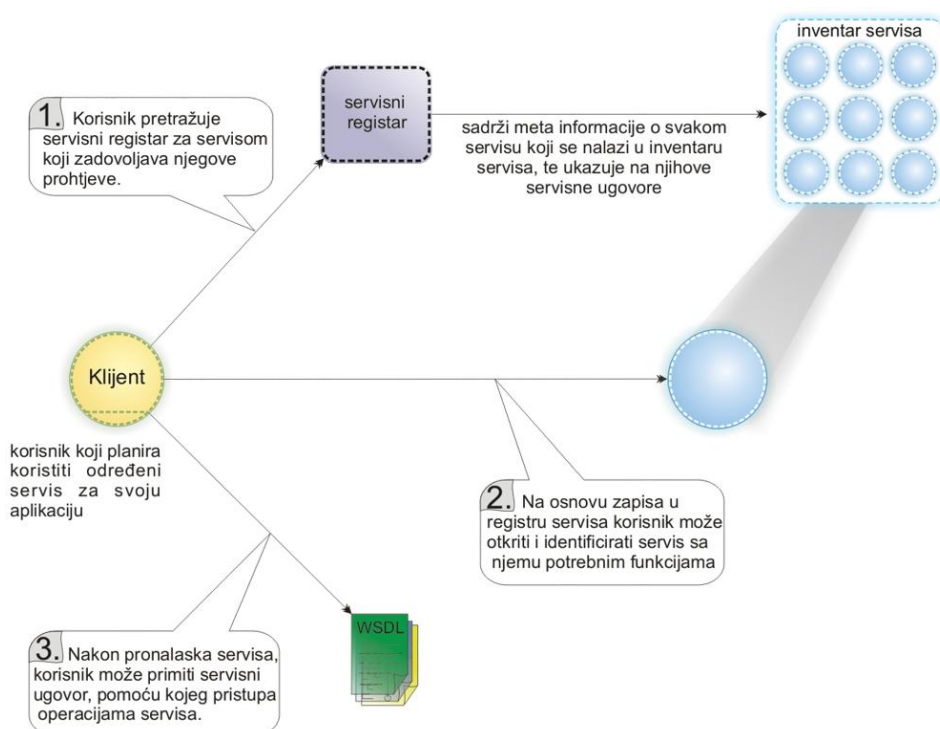 inventar servisa
1. Korisnik pretražuje
servisni registar za servisom
koji zadovoljava njegove
prohtjeve.
servisni
registar
sadrži meta informacije o svakom
servisu koji se nalazi u inventaru
servisa, te ukazuje na njihove
servisne ugovore
Klijent
korisnik koji planira
koristiti određeni
servis za svoju
aplikaciju
2. Na osnovu zapisa u
registru servisa korisnik može
otkriti i identificirati servis sa
njemu potrebnim funkcijama
3. Nakon pronalaska servisa,
korisnik može primiti servisni
ugovor, pomoću kojeg pristupa
operacijama servisa.
WSDL